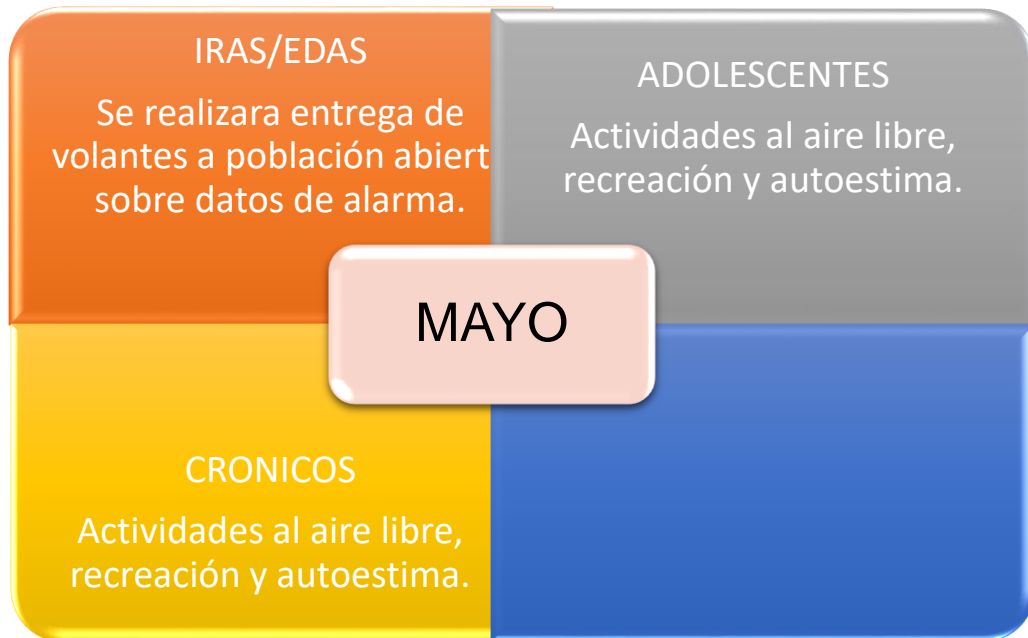 IRAS/EDAS
Se realizara entrega de
volantes a población abiert
sobre datos de alarma.
ADOLESCENTES
Actividades al aire libre,
recreación y autoestima.
MAYO
CRONICOS
Actividades al aire libre,
recreación y autoestima.